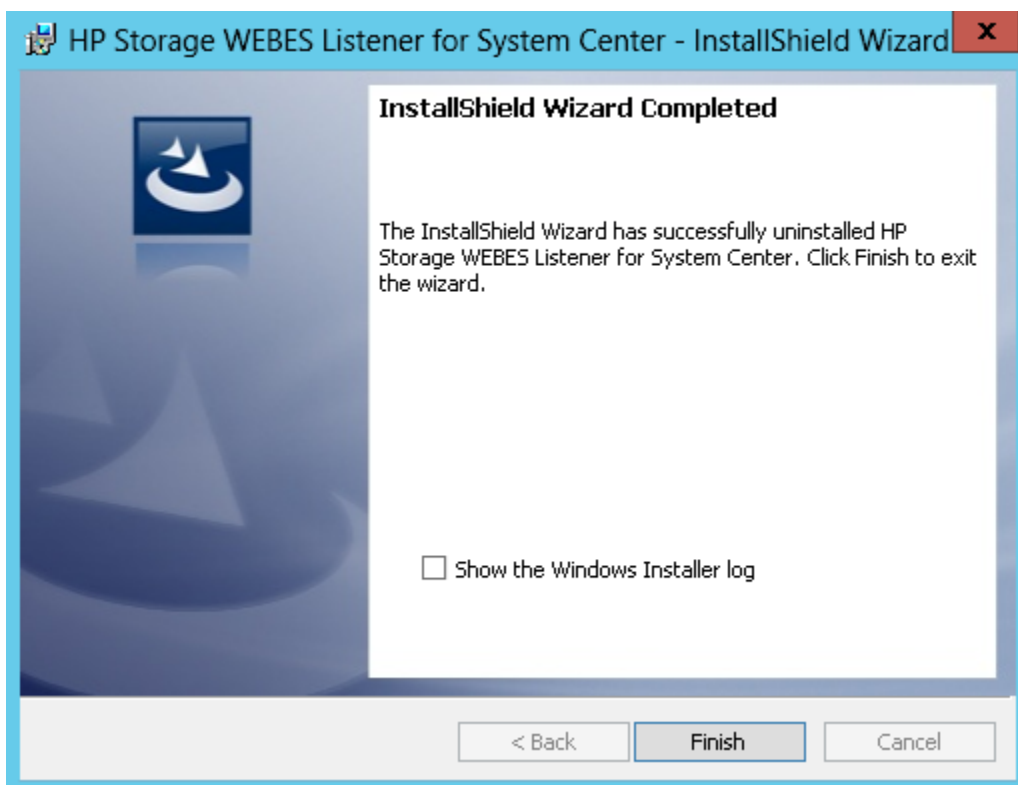 HP Storage WEBES Listener for System Center - InstallShield Wizard
x
InstallShield Wizard Completed
The InstallShield Wizard has successfully uninstalled HP
Storage WEBES Listener for System Center. Click Finish to exit
the wizard.
Show the Windows Installer log
< Back
Finish
Cancel